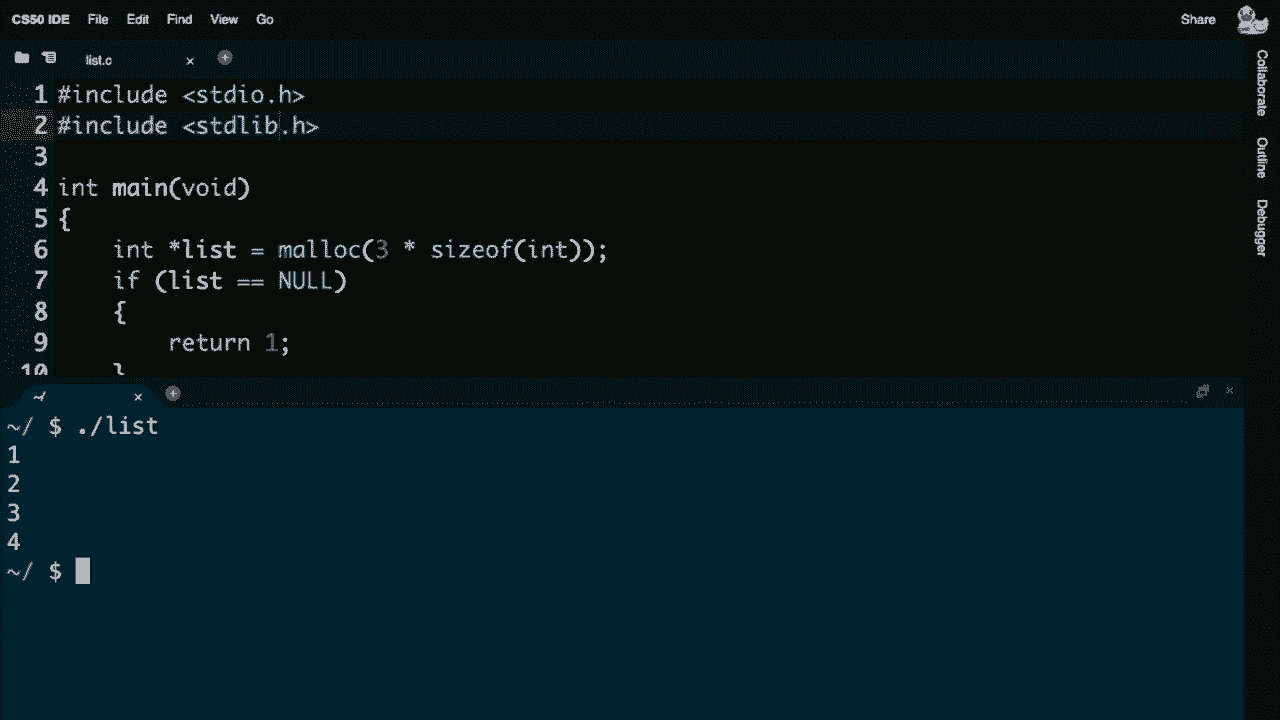 CS50 IDE File Edit Find View Go Share
list.c
1 #include <stdio.h>
2 #include <stdlib.h>
3
4 int main(void)
5 {
6     int *list = malloc(3 * sizeof(int));
7     if (list == NULL)
8     {
9         return 1;
10     }
~/ $ ./list
1
2
3
4
~/ $
Collaborate
Outline
Debugger